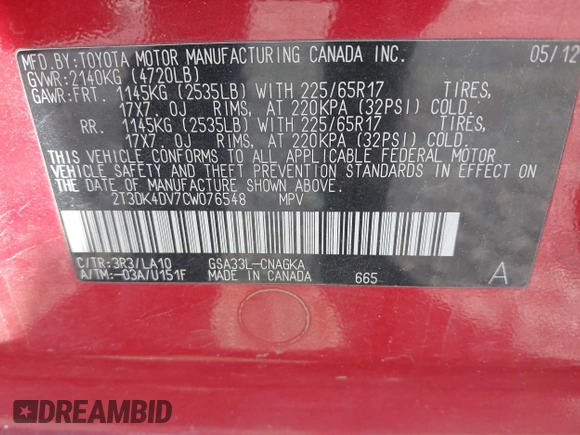 MFD.BY:TOYOTA MOTOR MANUFACTURING CANADA INC. 05/12
GVWR:2140KG (4720LB)
GAWR:FRT. 1145KG (2535LB) WITH 225/65R17 TIRES,
17X7.0J RIMS, AT 220KPA (32PSI) COLD.
RR. 1145KG (2535LB) WITH 225/65R17 TIRES,
17X7.0J RIMS, AT 220KPA (32PSI) COLD.
THIS VEHICLE CONFORMS TO ALL APPLICABLE FEDERAL MOTOR
VEHICLE SAFETY AND THEFT PREVENTION STANDARDS IN EFFECT ON
THE DATE OF MANUFACTURE SHOWN ABOVE.
2T3DK4DV7CW076548 MPV
C/TR:3R3/LA10 GSA33L-CNAGKA
A/TM:-03A/U151F MADE IN CANADA 665 A
DREAMBID